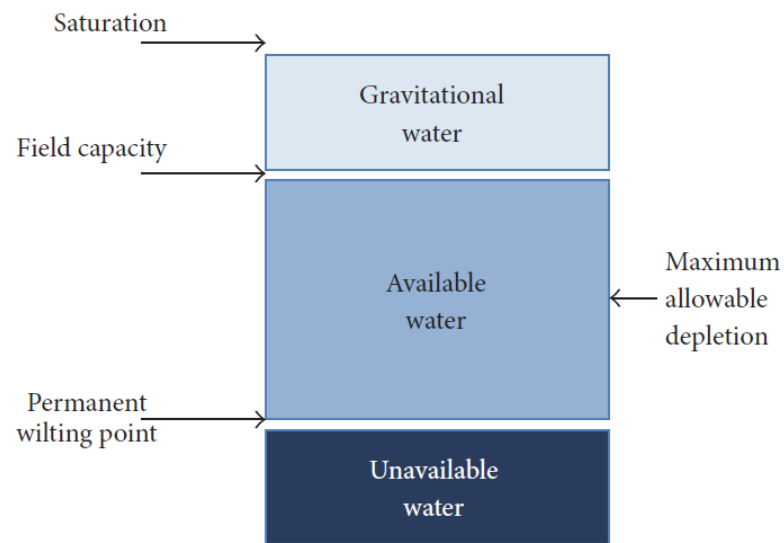 Saturation
Gravitational
water
Field capacity
Available
water
Maximum
allowable
depletion
Permanent
wilting point
Unavailable
water